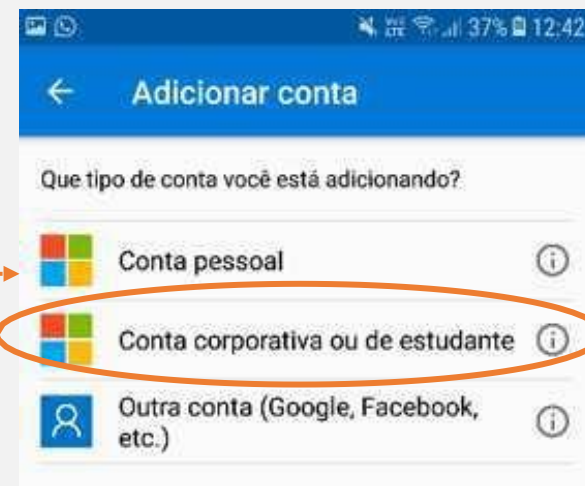 37% 12:42
Adicionar conta
Que tipo de conta você está adicionando?
Conta pessoal
Conta corporativa ou de estudante
Outra conta (Google, Facebook,
etc.)